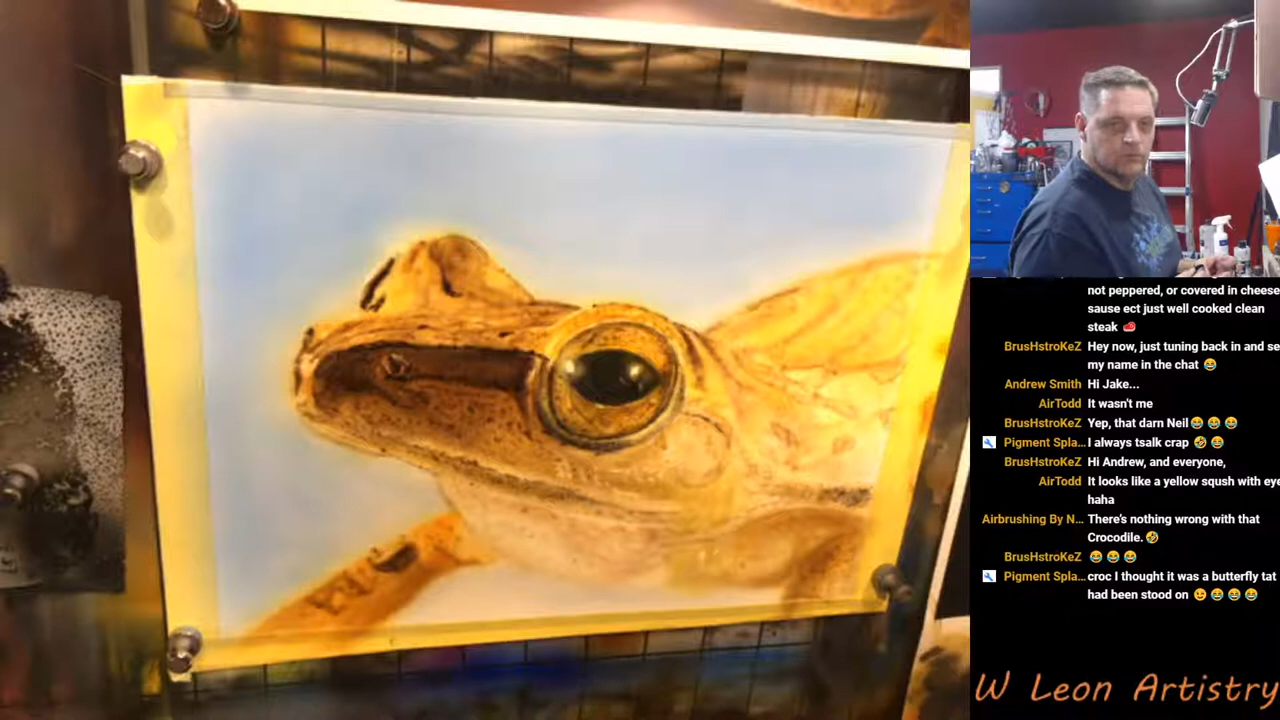 not peppered, or covered in cheese
sause ect just well cooked clean
steak 🥩
BrusHstroKeZ Hey now, just tuning back in and se
my name in the chat 😂
Andrew Smith Hi Jake...
AirTodd It wasn't me
BrusHstroKeZ Yep, that darn Neil😂 😂 😂
Pigment Spla... I always tsalk crap 🤣 😂
BrusHstroKeZ Hi Andrew, and everyone,
AirTodd It looks like a yellow sqush with eye
haha
Airbrushing By N... There's nothing wrong with that
Crocodile. 🤣
BrusHstroKeZ 😂 😂 😂
Pigment Spla... croc I thought it was a butterfly tat
had been stood on 😉 😂 😂 😂
W Leon Artistry